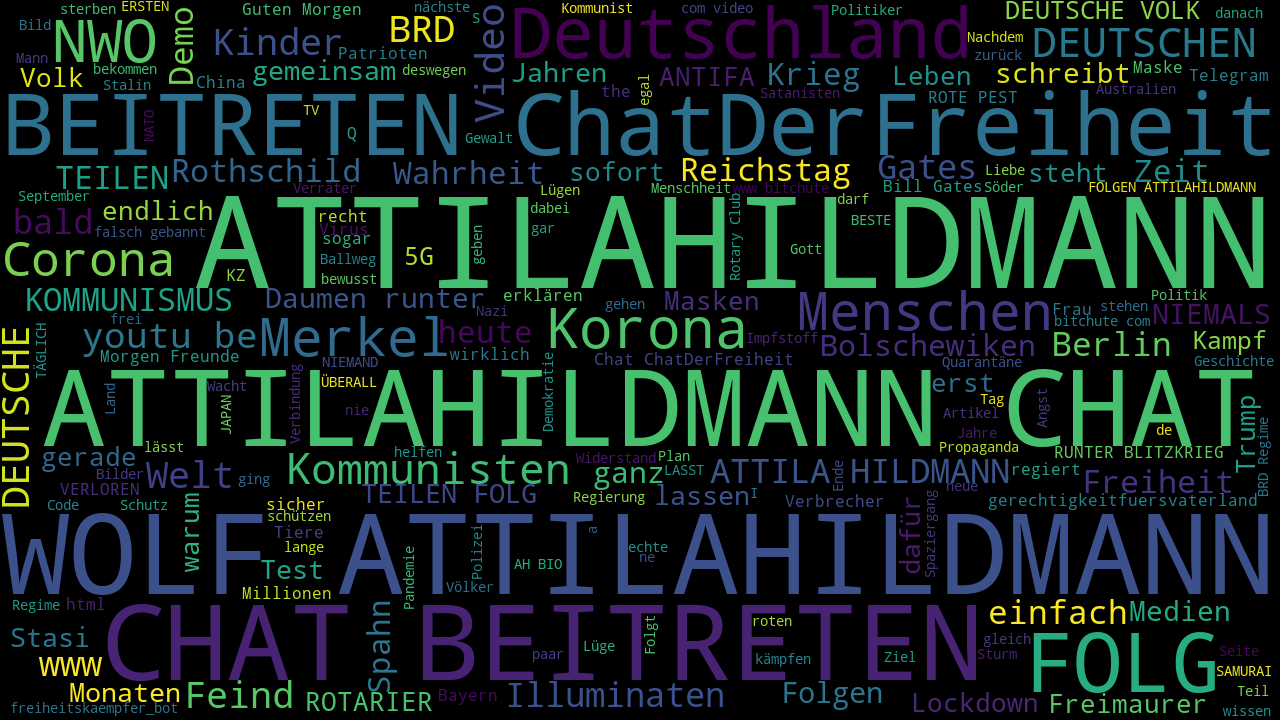 sterben ERSTEN Guten Morgen Kommunist com video Politiker DEUTSCHE VOLK danach
Bild NWO Demo Kinder BRD Video nächste S Deutschland Nachdem DEUTSCHEN
Mann bekommen Patrioten zurück
Volk Stalin China gemeinsam deswegen Jahren ANTIFA Krieg Leben schreibt Maske Telegram
the egal Satanisten ROTE PEST Australien
BEITRETEN NATO TV Q Gewalt ChatDerFreiheit
TEILEN Rothschild Wahrheit sofort Reichstag Gates Liebe steht Zeit
September Verräter Lügen Menschheit www bitchute Bill Gates Söder FOLGEN ATTILAHILDMANN
bald endlich recht dabei darf BESTE
falsch gebannt Virus sogar gar Rotary Club
Corona ATTILAHILDMANN KZ Ballweg 5G geben Gott
bewusst
KOMMUNISMUS Daumen runter erklären gehen Masken Menschen Frau stehen Politik
frei Nazi bitchute com NIEMALS
youtu be Merkel heute Korona Impfstoff Bolschewiken Berlin Kampf
TÄGLICH Morgen Freunde NIEMAND wirklich Chat ChatDerFreiheit Quarantäne Geschichte
DEUTSCHE Land Wacht JAPAN Verbindung ÜBERALL Demokratie erst Tag Angst
ATTILAHILDMANN CHAT nie Artikel de Trump
Jahre
gerade lässt helfen Widerstand Plan Propaganda RUNTER BLITZKRIEG BRD Regime
Bilder Welt ging Kommunisten ganz LASST ATTILA HILDMANN regiert
VERLOREN TEILEN FOLG Regierung lassen I Verbrecher Ende neue Freiheit
Code Schutz warum sicher dafür Spaziergang gerechtigkeitfuersvaterland
schützen
WOLF ATTILAHILDMANN Tiere Polizei a
lange echte
Test Pandemie AH BIO ne
Millionen Völker
Regime html Spahn einfach Medien
CHAT BEITRETEN Lüge Folgt roten FOLG
Stasi gleich Seite
WWW paar kämpfen Ziel Sturm SAMURAI
Monaten Feind ROTARIER Bayern Illuminaten Folgen Lockdown Freimaurer Teil
freiheitskaempfer_bot wissen